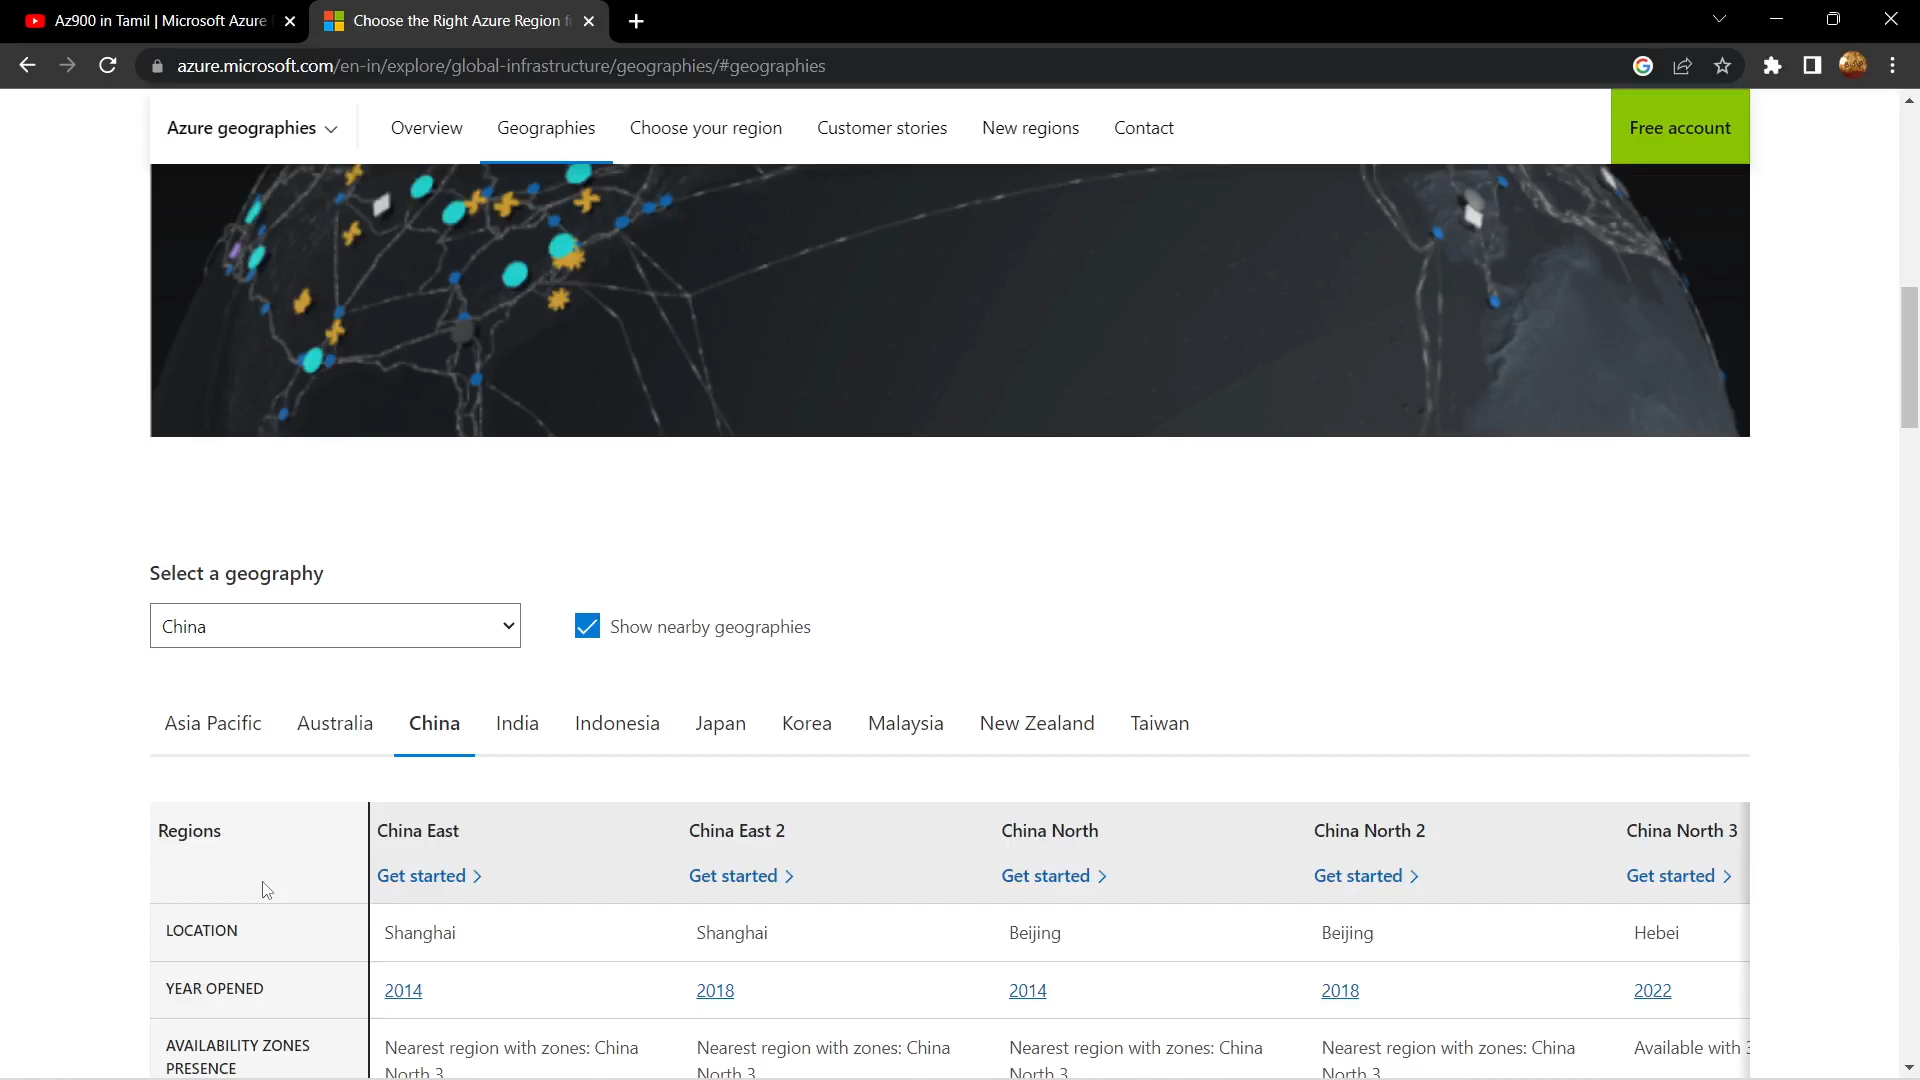 Az900 in Tamil | Microsoft Azure
Choose the Right Azure Region f
azure.microsoft.com/en-in/explore/global-infrastructure/geographies/#geographies
Azure geographies
Overview
Geographies
Choose your region
Customer stories
New regions
Contact
Free account
Select a geography
China
Show nearby geographies
Asia Pacific
Australia
China
India
Indonesia
Japan
Korea
Malaysia
New Zealand
Taiwan
Regions
China East
China East 2
China North
China North 2
China North 3
Get started
Get started
Get started
Get started
Get started
LOCATION
Shanghai
Shanghai
Beijing
Beijing
Hebei
YEAR OPENED
2014
2018
2014
2018
2022
AVAILABILITY ZONES
PRESENCE
Nearest region with zones: China
North 3
Nearest region with zones: China
North 3
Nearest region with zones: China
North 3
Nearest region with zones: China
North 3
Available with